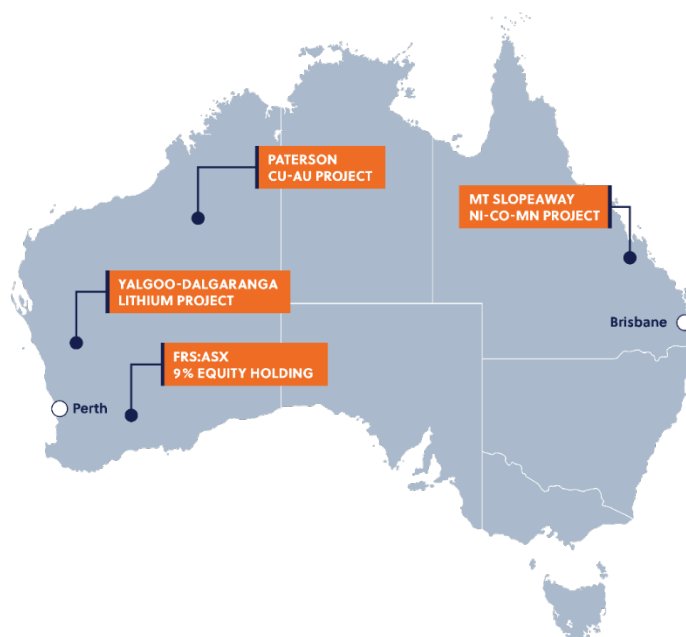 PATERSON
CU-AU PROJECT
MT SLOPEAWAY
NI-CO-MN PROJECT
YALGOO-DALGARANGA
LITHIUM PROJECT
Brisbane
FRS:ASX
9% EQUITY HOLDING
Perth